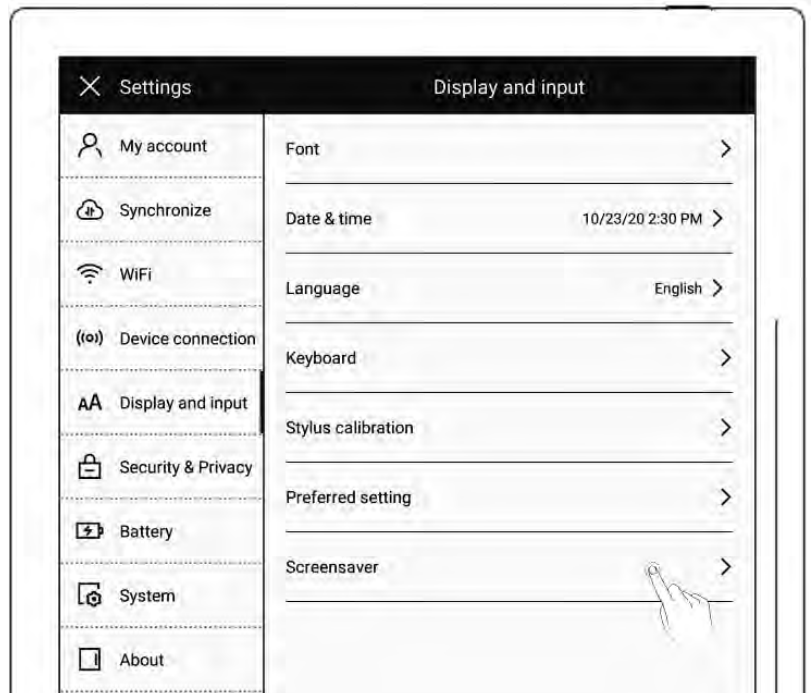 Settings
Display and input
My account
Synchronize
WiFi
Device connection
AA Display and input
Security & Privacy
Battery
System
About
Font
Date & time 10/23/20 2:30 PM
Language English
Keyboard
Stylus calibration
Preferred setting
Screensaver